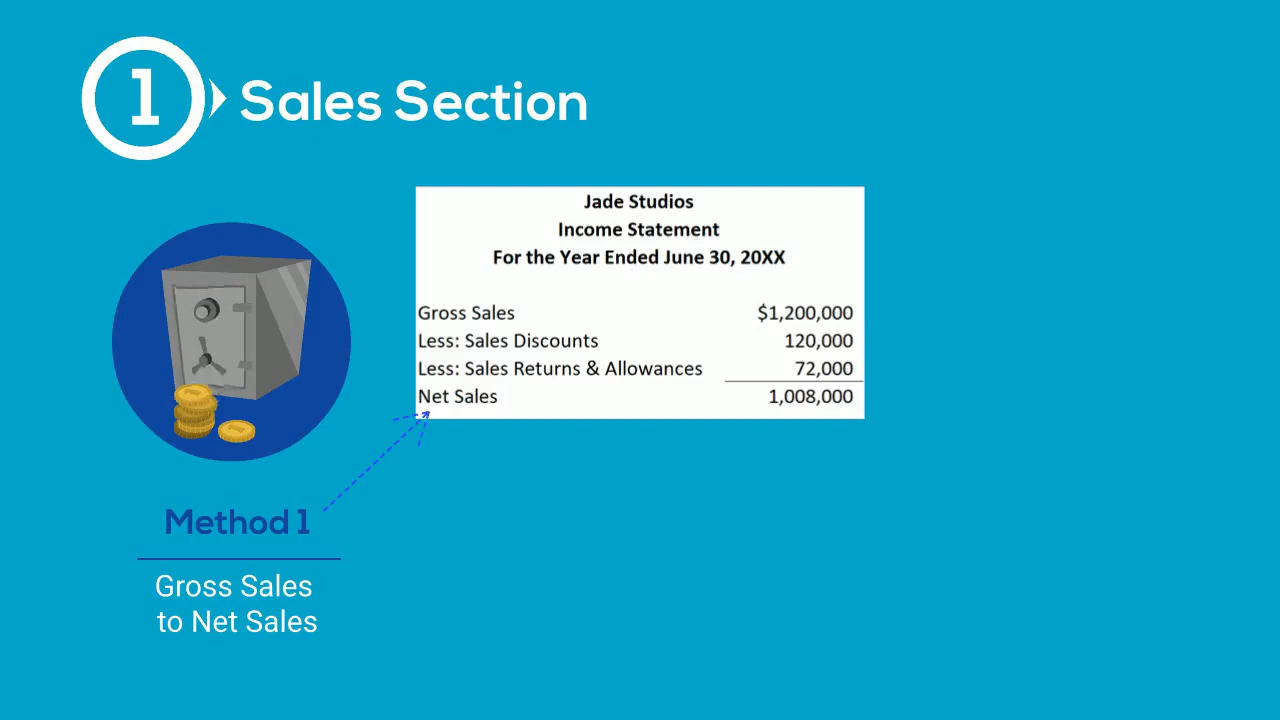 1
Sales Section
Jade Studios
Income Statement
For the Year Ended June 30, 20XX
Gross Sales $1,200,000
Less: Sales Discounts 120,000
Less: Sales Returns & Allowances 72,000
Net Sales 1,008,000
Method 1
Gross Sales
to Net Sales